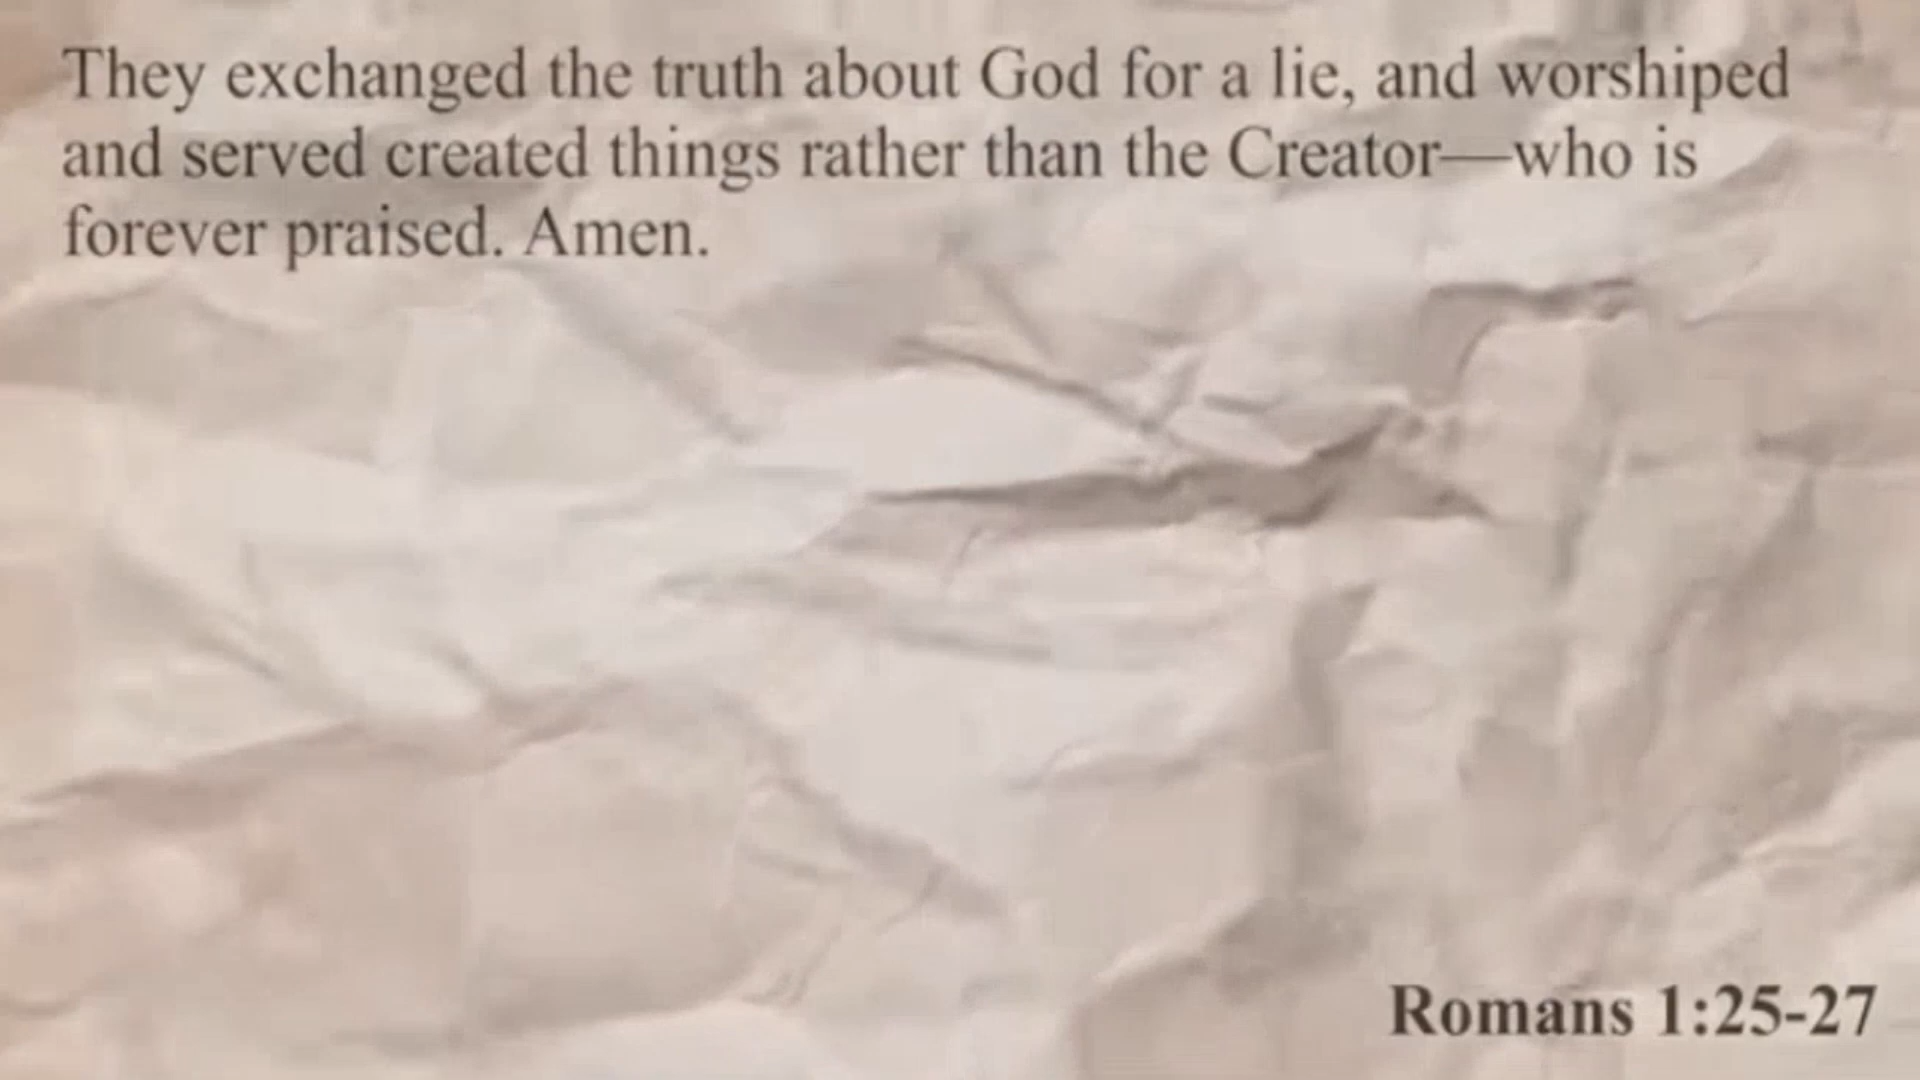 They exchanged the truth about God for a lie, and worshiped
and served created things rather than the Creator—who is
forever praised. Amen.
Romans 1:25-27